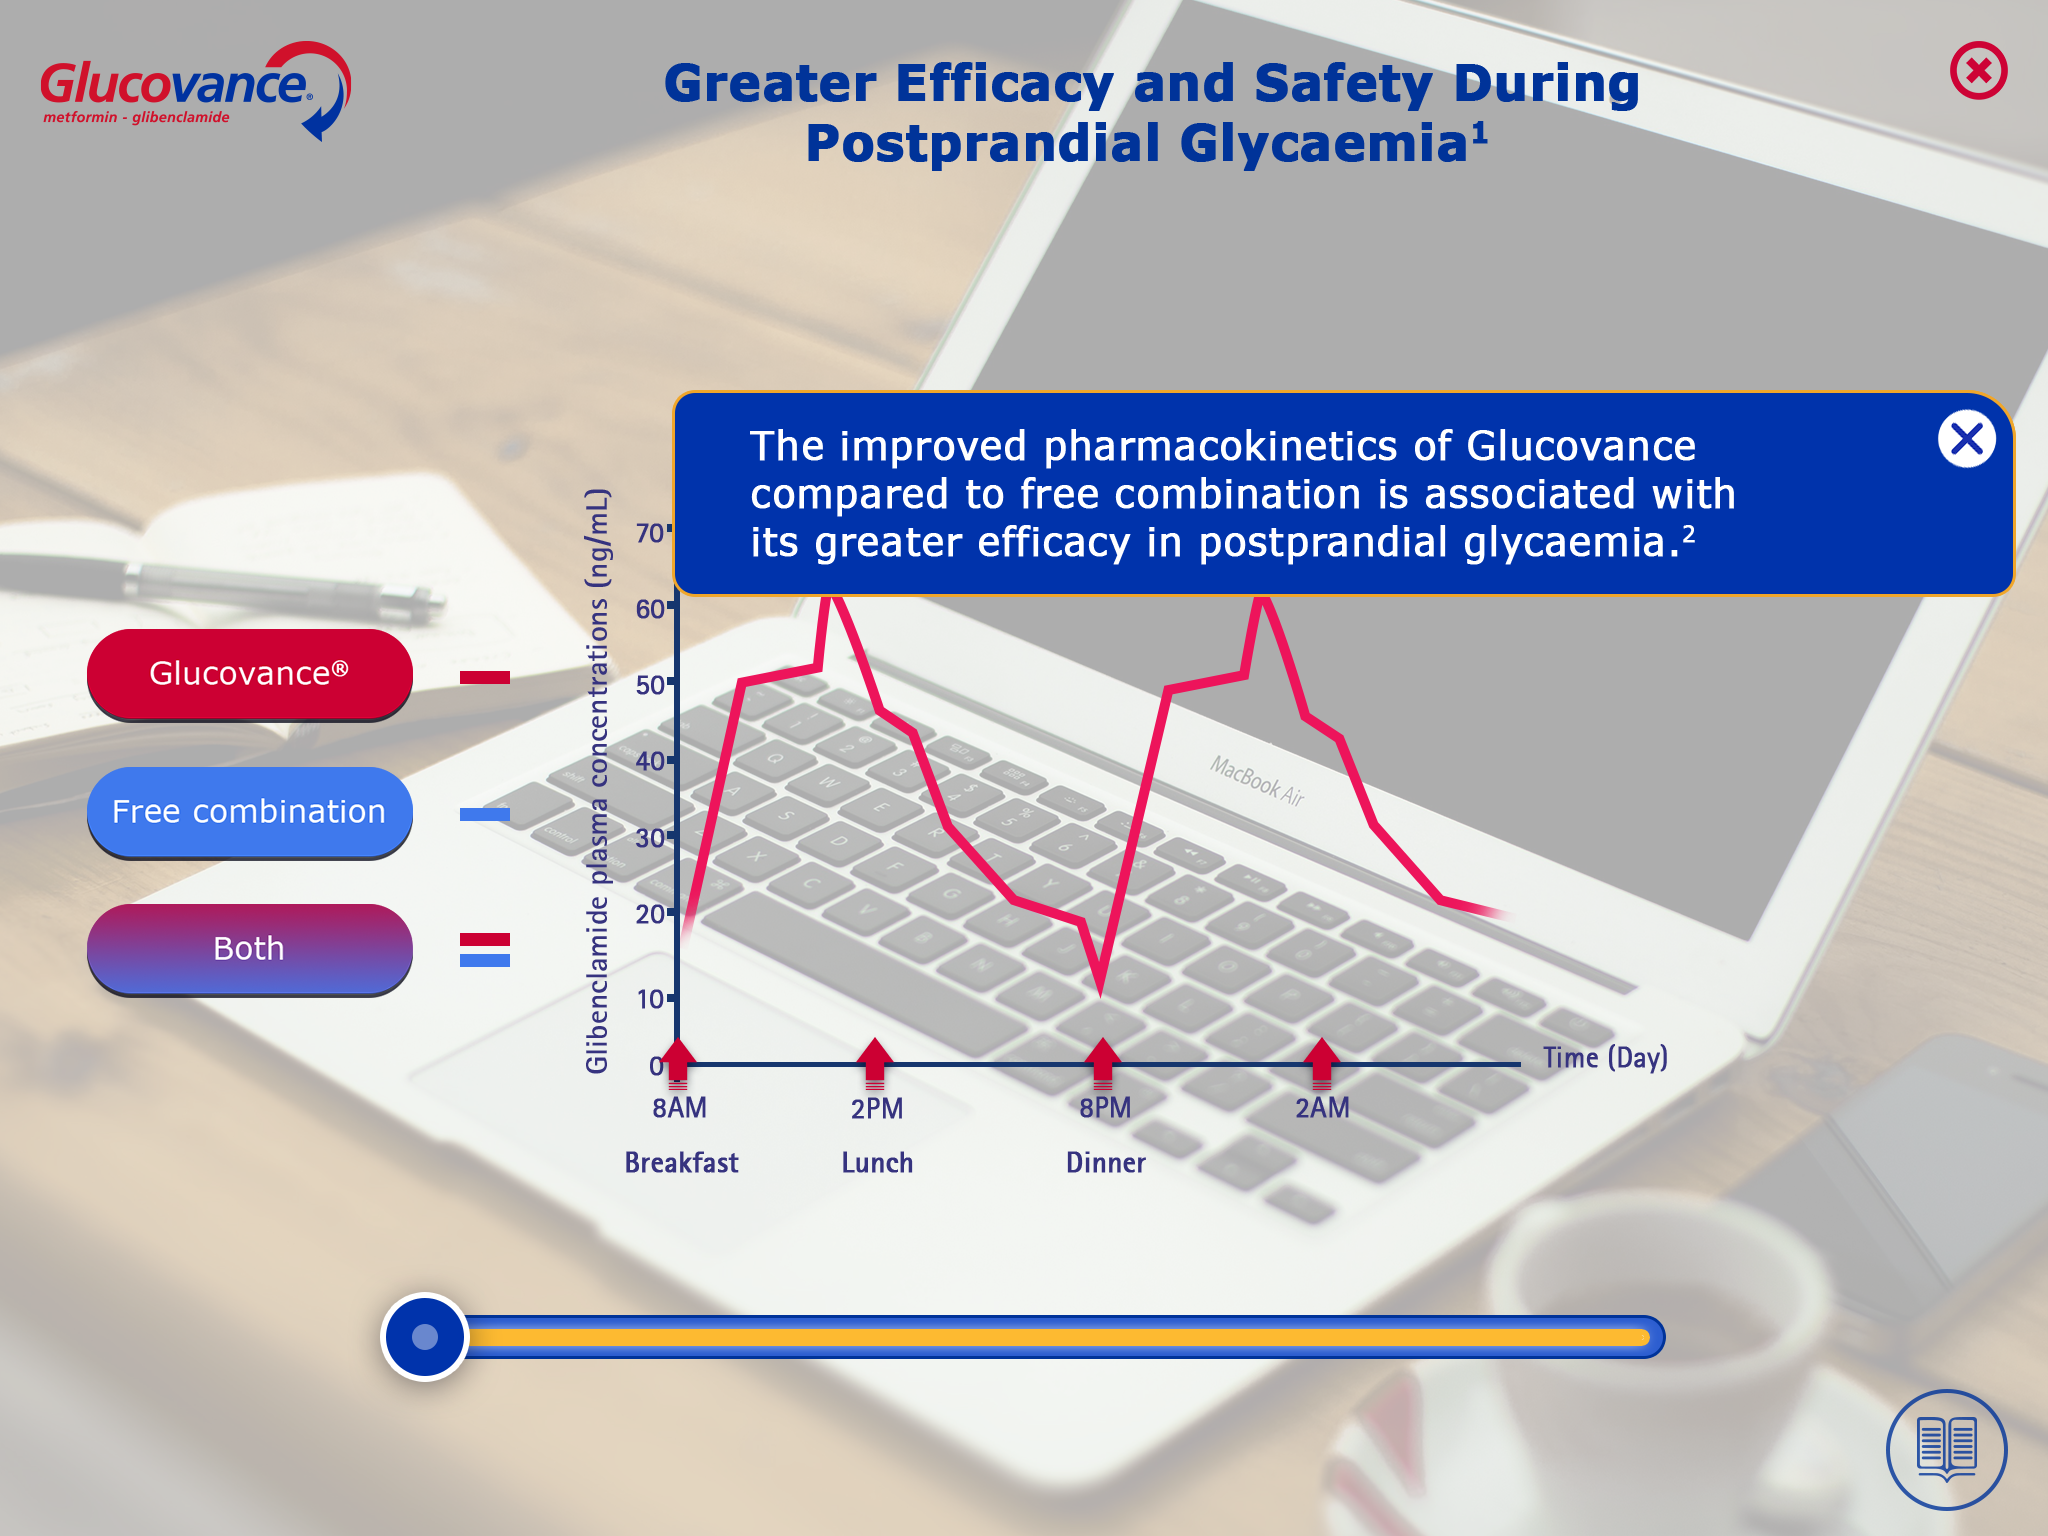 Glucovance®
metformin - glibenclamide
Greater Efficacy and Safety During
Postprandial Glycaemia¹
The improved pharmacokinetics of Glucovance
compared to free combination is associated with
its greater efficacy in postprandial glycaemia.²
Glucovance®
Free combination
Both
Glibenclamide plasma concentrations (ng/mL)
70
60
50
40
30
20
10
0
Time (Day)
8AM
2PM
8PM
2AM
Breakfast
Lunch
Dinner
MacBook Air